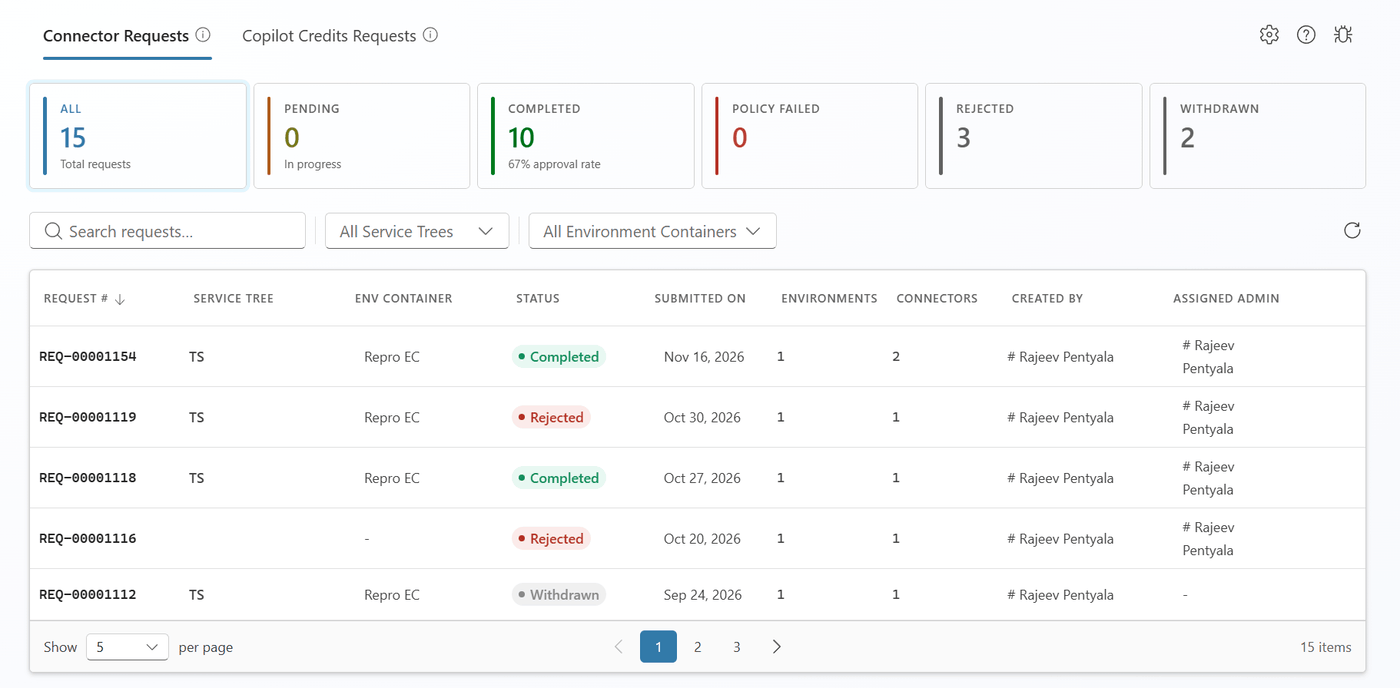 Connector Requests Copilot Credits Requests
ALL PENDING COMPLETED POLICY FAILED REJECTED WITHDRAWN
15 0 10 0 3 2
Total requests In progress 67% approval rate
Search requests... All Service Trees All Environment Containers
REQUEST # ↓ SERVICE TREE ENV CONTAINER STATUS SUBMITTED ON ENVIRONMENTS CONNECTORS CREATED BY ASSIGNED ADMIN
REQ-00001154 TS Repro EC Completed Nov 16, 2026 1 2 # Rajeev Pentyala # Rajeev
Pentyala
REQ-00001119 TS Repro EC Rejected Oct 30, 2026 1 1 # Rajeev Pentyala # Rajeev
Pentyala
REQ-00001118 TS Repro EC Completed Oct 27, 2026 1 1 # Rajeev Pentyala # Rajeev
Pentyala
REQ-00001116 - Rejected Oct 20, 2026 1 1 # Rajeev Pentyala # Rajeev
Pentyala
REQ-00001112 TS Repro EC Withdrawn Sep 24, 2026 1 1 # Rajeev Pentyala -
Show 5 per page 1 2 3 15 items